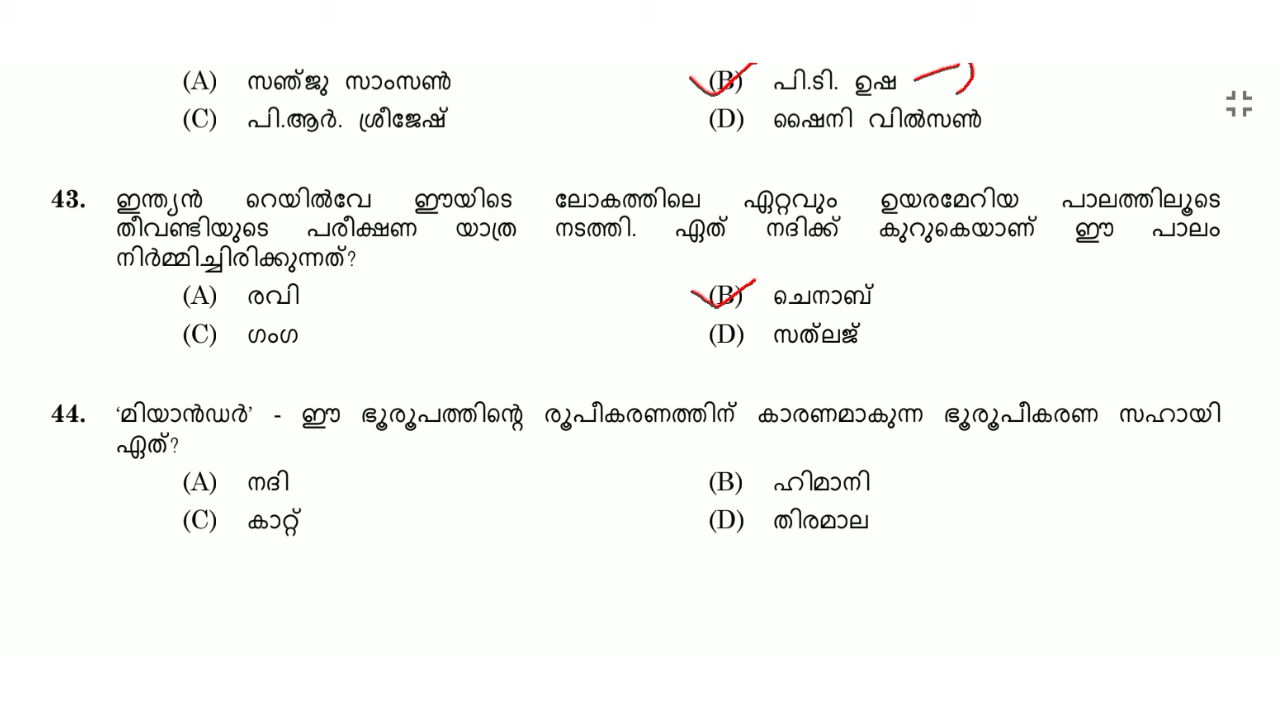 (A) സഞ്ജു സാംസൺ (B) പി.ടി. ഉഷ
(C) പി.ആർ. ശ്രീജേഷ് (D) ഷൈനി വിൽസൺ
43. ഇന്ത്യൻ റെയിൽവേ ഈയിടെ ലോകത്തിലെ ഏറ്റവും ഉയരമേറിയ പാലത്തിലൂടെ
തീവണ്ടിയുടെ പരീക്ഷണ യാത്ര നടത്തി. ഏത് നദിക്ക് കുറുകെയാണ് ഈ പാലം
നിർമ്മിച്ചിരിക്കുന്നത്?
(A) രവി (B) ചെനാബ്
(C) ഗംഗ (D) സത്‌ലജ്
44. ‘മിയാൻഡർ’ - ഈ ഭൂരൂപത്തിന്റെ രൂപീകരണത്തിന് കാരണമാകുന്ന ഭൂരൂപീകരണ സഹായി
ഏത്?
(A) നദി (B) ഹിമാനി
(C) കാറ്റ് (D) തിരമാല